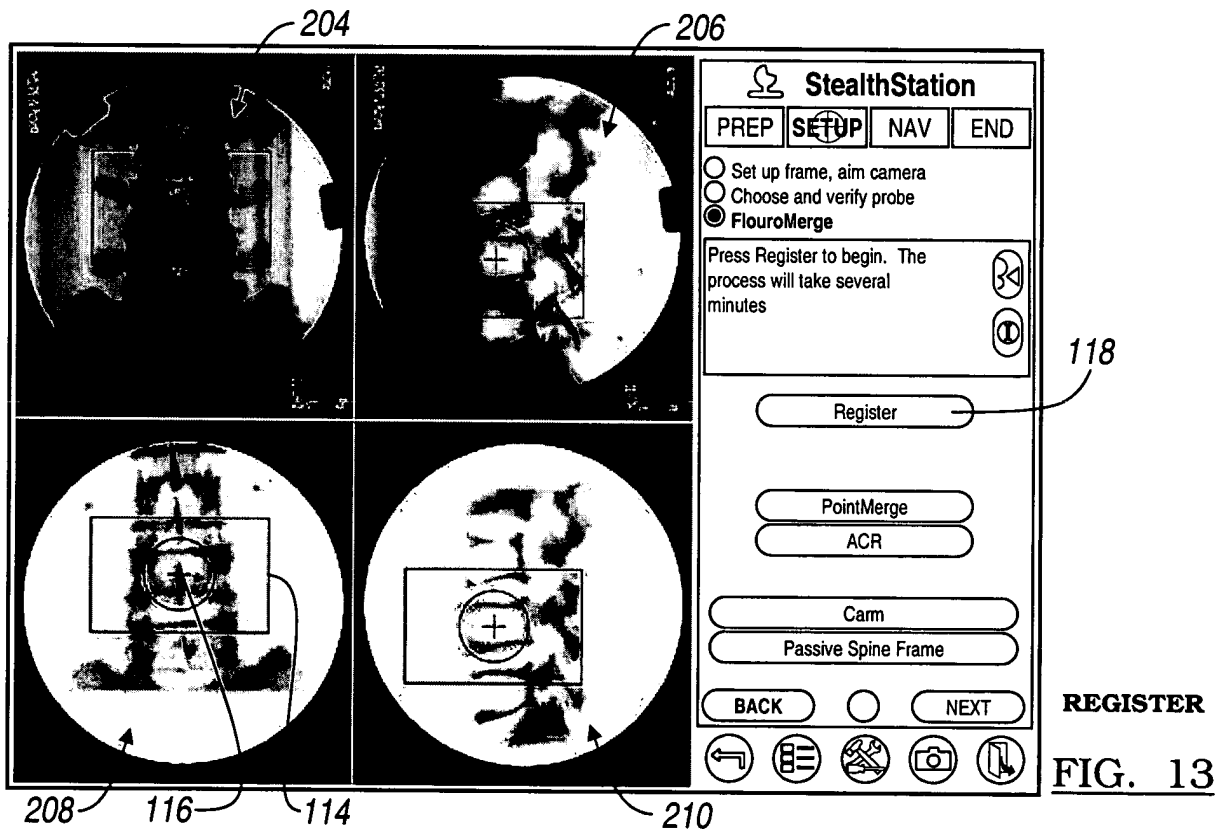 204
206
StealthStation
PREP SETUP NAV END
Set up frame, aim camera
Choose and verify probe
FlouroMerge
Press Register to begin. The
process will take several
minutes
118
Register
PointMerge
ACR
Carm
Passive Spine Frame
BACK NEXT
REGISTER
FIG. 13
208 116 114 210